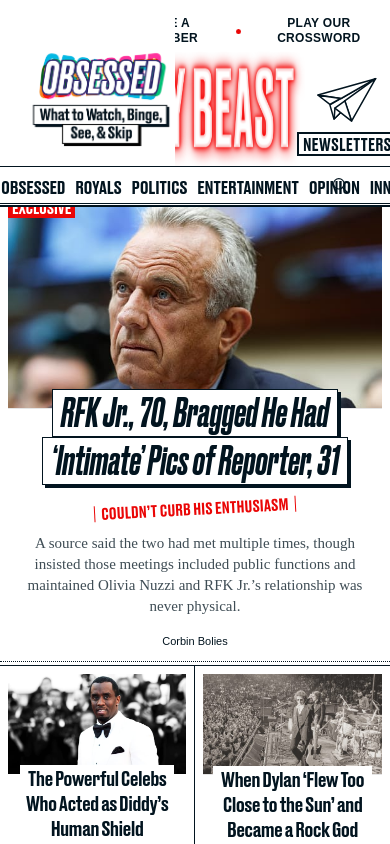 E A
BER
PLAY OUR
CROSSWORD
OBSESSED
What to Watch, Binge,
See, & Skip
Y BEAST
NEWSLETTERS
OBSESSED ROYALS POLITICS ENTERTAINMENT OPINION INN
EXCLUSIVE
RFK Jr., 70, Bragged He Had
‘Intimate’ Pics of Reporter, 31
COULDN’T CURB HIS ENTHUSIASM
A source said the two had met multiple times, though
insisted those meetings included public functions and
maintained Olivia Nuzzi and RFK Jr.’s relationship was
never physical.
Corbin Bolies
The Powerful Celebs
Who Acted as Diddy’s
Human Shield
When Dylan ‘Flew Too
Close to the Sun’ and
Became a Rock God